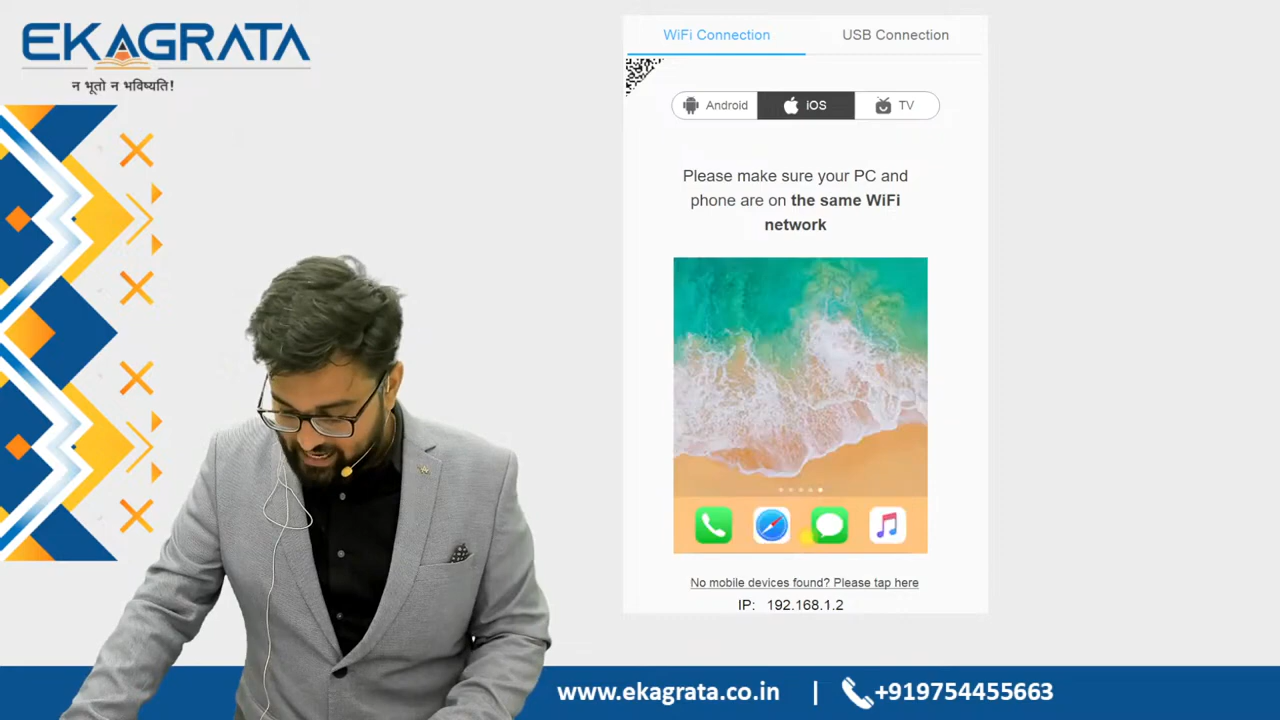 EKAGRATA
न भूतो न भविष्यति!
WiFi Connection
USB Connection
Android
iOS
TV
Please make sure your PC and
phone are on the same WiFi
network
No mobile devices found? Please tap here
IP: 192.168.1.2
www.ekagrata.co.in | +919754455663